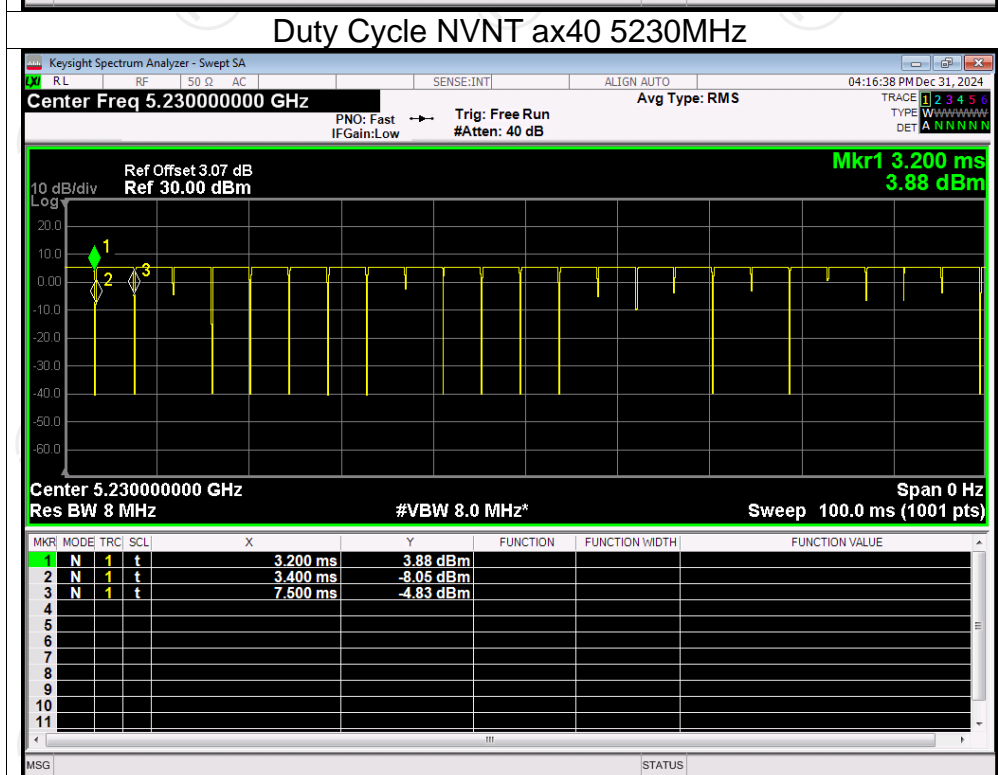 Duty Cycle NVNT ax40 5230MHz
Keysight Spectrum Analyzer - Swept SA
LXI RL RF 50 Ω AC SENSE:INT ALIGN AUTO 04:16:38 PM Dec 31, 2024
Center Freq 5.230000000 GHz Avg Type: RMS TRACE 1 2 3 4 5 6
PNO: Fast Trig: Free Run TYPE W
IFGain:Low #Atten: 40 dB DET A N N N N N
Mkr1 3.200 ms
3.88 dBm
Ref Offset 3.07 dB
10 dB/div Ref 30.00 dBm
Log
20.0
10.0
0.00
-10.0
-20.0
-30.0
-40.0
-50.0
-60.0
1
2
3
Center 5.230000000 GHz Span 0 Hz
Res BW 8 MHz #VBW 8.0 MHz* Sweep 100.0 ms (1001 pts)
MKR MODE TRC SCL X Y FUNCTION FUNCTION WIDTH FUNCTION VALUE
1 N 1 t 3.200 ms 3.88 dBm
2 N 1 t 3.400 ms -8.05 dBm
3 N 1 t 7.500 ms -4.83 dBm
4
5
6
7
8
9
10
11
MSG STATUS